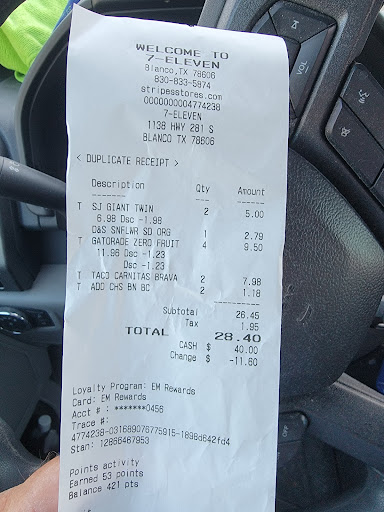 WELCOME TO
7-ELEVEN
Blanco,TX 78606
830-833-5874
stripesstores.com
0000000004774238
7-ELEVEN
1138 HWY 281 S
BLANCO TX 78606
< DUPLICATE RECEIPT >
Description Qty Amount
T SJ GIANT TWIN 2 5.00
6.98 Dsc -1.98
D&S SNFLWR SD ORG 1 2.79
T GATORADE ZERO FRUIT 4 9.50
11.96 Dsc -1.23
Dsc -1.23
T TACO CARNITAS BRAVA 2 7.98
T ADD CHS BN BC 2 1.18
Subtotal 26.45
Tax 1.95
TOTAL 28.40
CASH $ 40.00
Change $ -11.60
Loyalty Program: EM Rewards
Card: EM Rewards
Acct # : *******0456
Trace #:
4774238-031689076775915-1898d642fd4
Stan: 12866467953
Points activity
Earned 53 points
Balance 421 pts
VOL